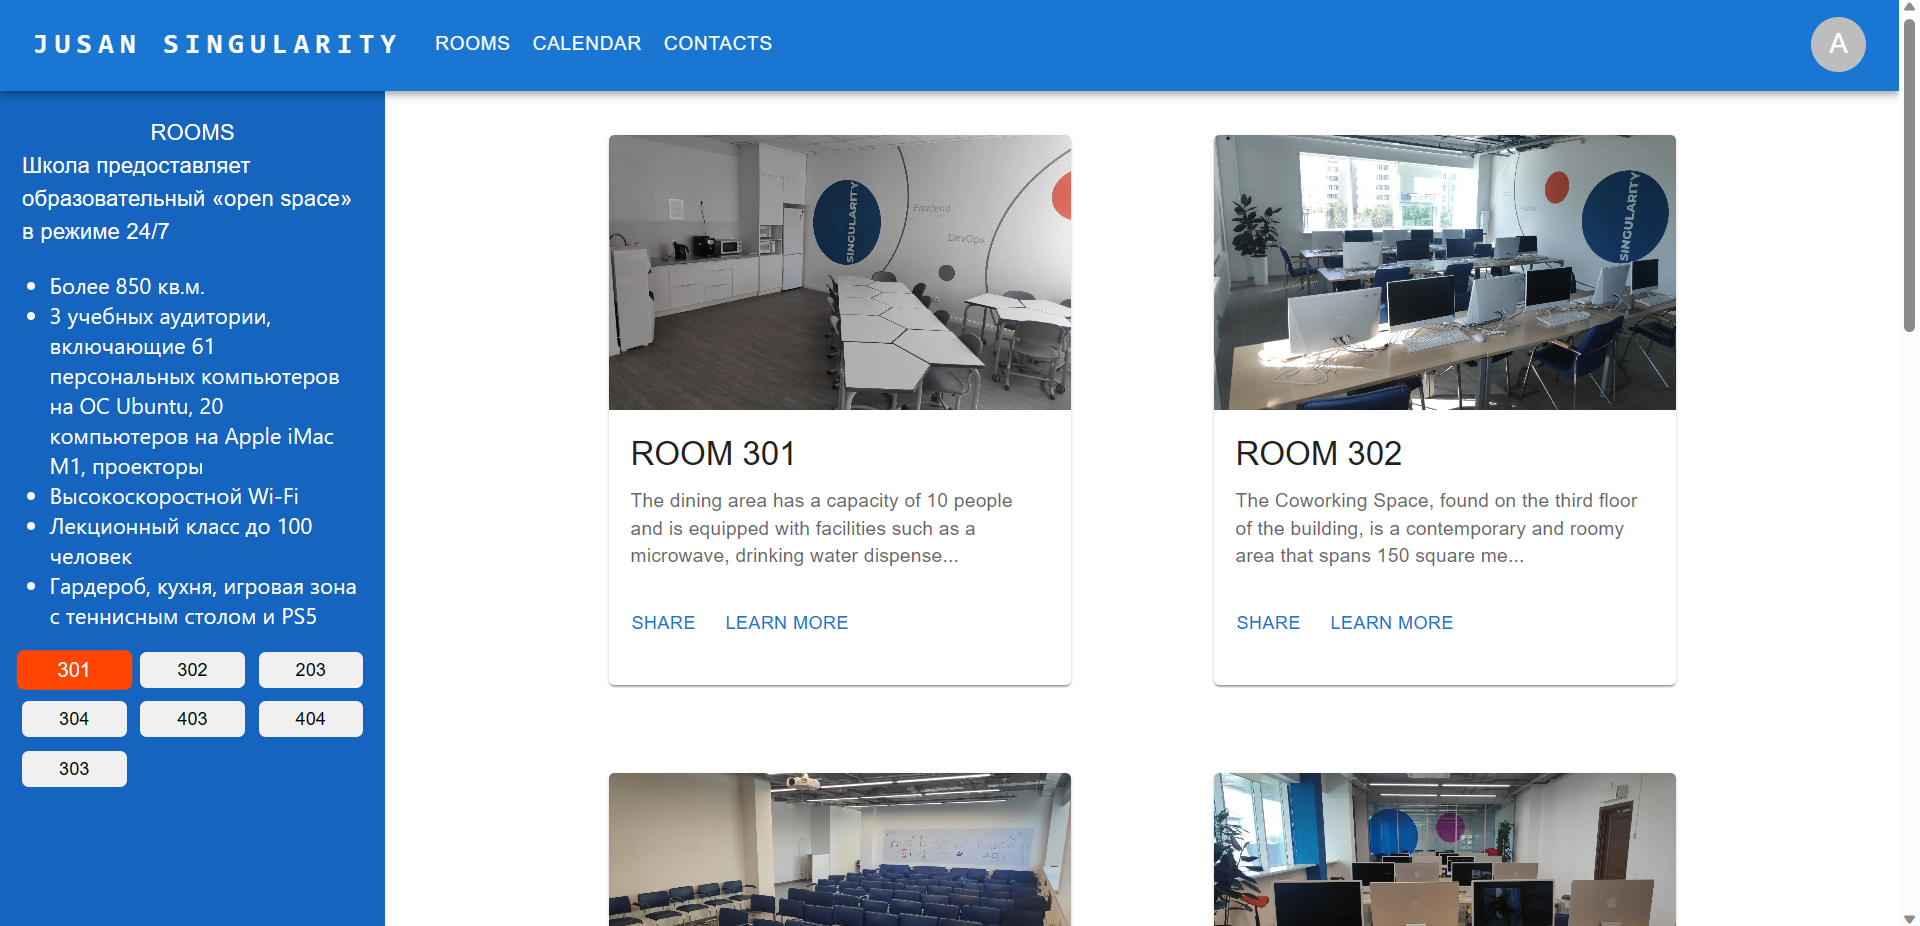 JUSAN SINGULARITY
ROOMS
CALENDAR
CONTACTS
A
ROOMS
Школа предоставляет
образовательный «open space»
в режиме 24/7
Более 850 кв.м.
3 учебных аудитории,
включающие 61
персональных компьютеров
на ОС Ubuntu, 20
компьютеров на Apple iMac
M1, проекторы
Высокоскоростной Wi-Fi
Лекционный класс до 100
человек
Гардероб, кухня, игровая зона
с теннисным столом и PS5
301
302
203
304
403
404
303
SINGULARITY
Frontend
DevOps
ROOM 301
The dining area has a capacity of 10 people
and is equipped with facilities such as a
microwave, drinking water dispense...
SHARE
LEARN MORE
SINGULARITY
ROOM 302
The Coworking Space, found on the third floor
of the building, is a contemporary and roomy
area that spans 150 square me...
SHARE
LEARN MORE